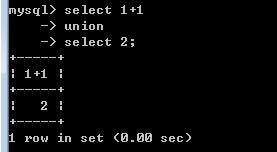 mysql> select 1+1
    -> union
    -> select 2;
+-----+
| 1+1 |
+-----+
|   2 |
+-----+
1 row in set (0.00 sec)